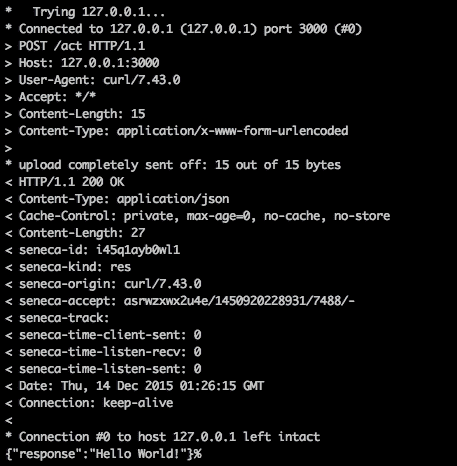 *   Trying 127.0.0.1...
* Connected to 127.0.0.1 (127.0.0.1) port 3000 (#0)
> POST /act HTTP/1.1
> Host: 127.0.0.1:3000
> User-Agent: curl/7.43.0
> Accept: */*
> Content-Length: 15
> Content-Type: application/x-www-form-urlencoded
>
* upload completely sent off: 15 out of 15 bytes
< HTTP/1.1 200 OK
< Content-Type: application/json
< Cache-Control: private, max-age=0, no-cache, no-store
< Content-Length: 27
< seneca-id: i45q1ayb0wl1
< seneca-kind: res
< seneca-origin: curl/7.43.0
< seneca-accept: asrwzxwx2u4e/1450920228931/7488/-
< seneca-track:
< seneca-time-client-sent: 0
< seneca-time-listen-recv: 0
< seneca-time-listen-sent: 0
< Date: Thu, 14 Dec 2015 01:26:15 GMT
< Connection: keep-alive
<
* Connection #0 to host 127.0.0.1 left intact
{"response":"Hello World!"}%